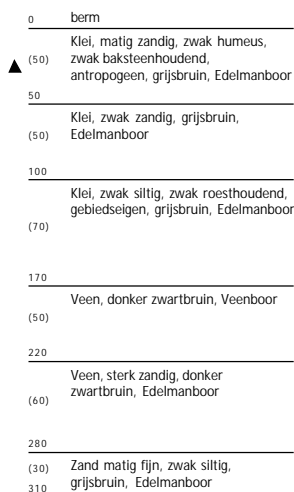 0 berm
Klei, matig zandig, zwak humeus,
(50) zwak baksteenhoudend,
antropogeen, grijsbruin, Edelmanboor
50
Klei, zwak zandig, grijsbruin,
(50) Edelmanboor
100
Klei, zwak siltig, zwak roesthoudend,
gebiedseigen, grijsbruin, Edelmanboor
(70)
170
Veen, donker zwartbruin, Veenboor
(50)
220
Veen, sterk zandig, donker
zwartbruin, Edelmanboor
(60)
280
(30) Zand matig fijn, zwak siltig,
grijsbruin, Edelmanboor
310